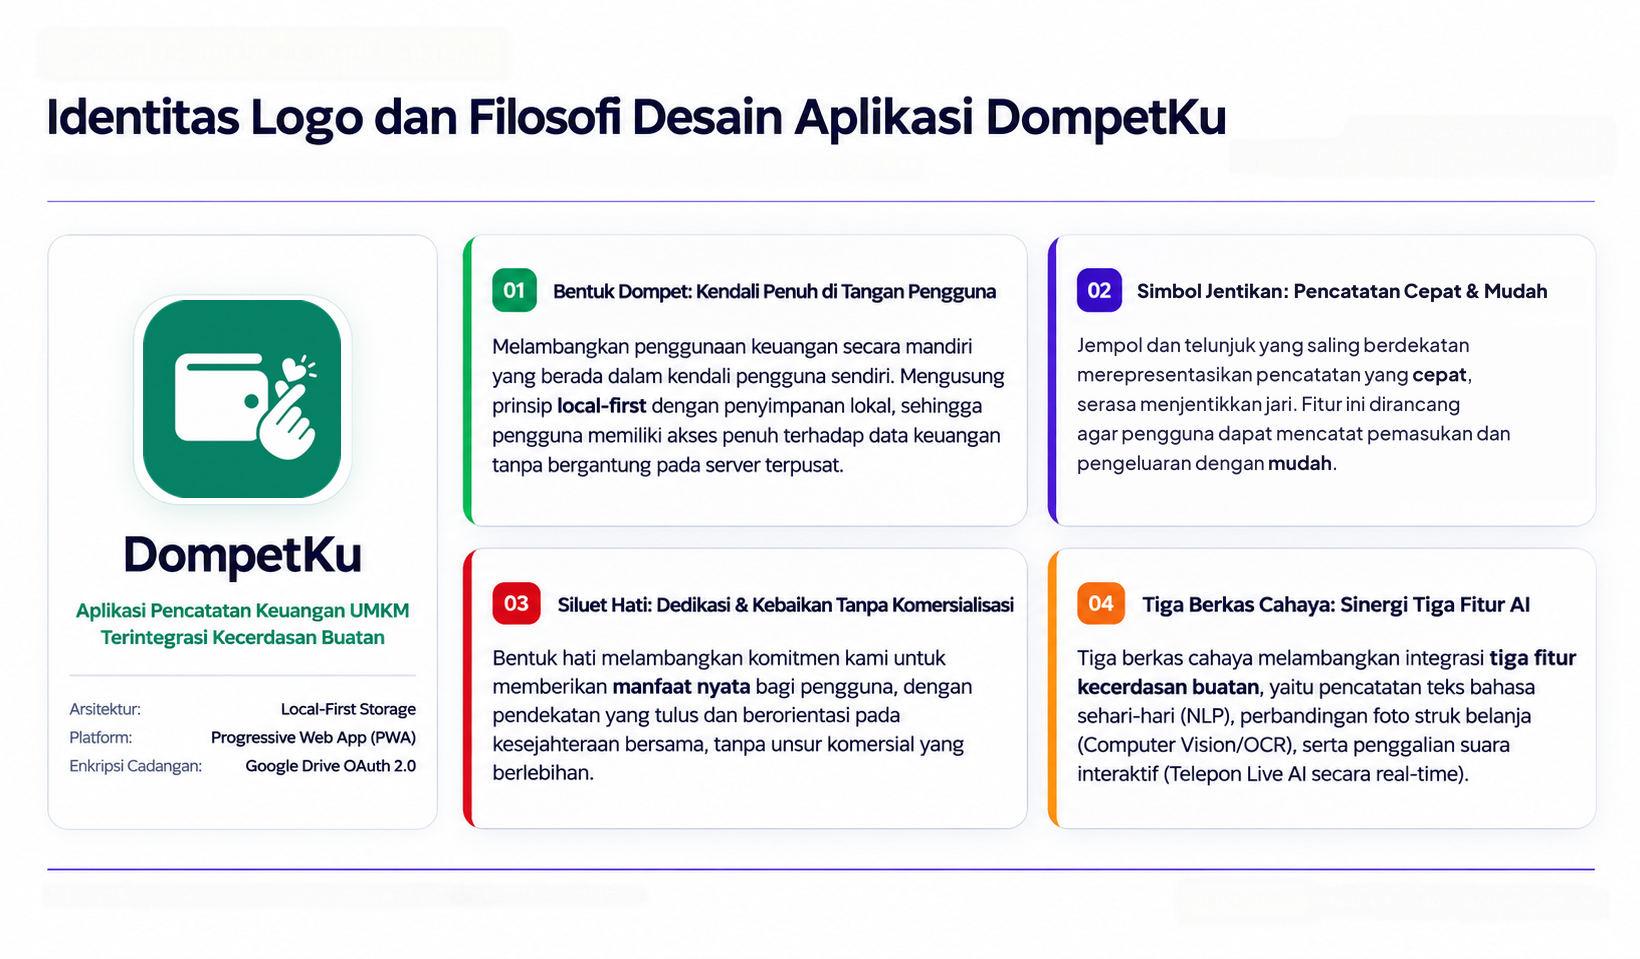 Identitas Logo dan Filosofi Desain Aplikasi DompetKu
DompetKu
Aplikasi Pencatatan Keuangan UMKM
Terintegrasi Kecerdasan Buatan
Arsitektur: Local-First Storage
Platform: Progressive Web App (PWA)
Enkripsi Cadangan: Google Drive OAuth 2.0
01 Bentuk Dompet: Kendali Penuh di Tangan Pengguna
Melambangkan penggunaan keuangan secara mandiri
yang berada dalam kendali pengguna sendiri. Mengusung
prinsip local-first dengan penyimpanan lokal, sehingga
pengguna memiliki akses penuh terhadap data keuangan
tanpa bergantung pada server terpusat.
02 Simbol Jentikan: Pencatatan Cepat & Mudah
Jempol dan telunjuk yang saling berdekatan
merepresentasikan pencatatan yang cepat,
serasa menjentikkan jari. Fitur ini dirancang
agar pengguna dapat mencatat pemasukan dan
pengeluaran dengan mudah.
03 Siluet Hati: Dedikasi & Kebaikan Tanpa Komersialisasi
Bentuk hati melambangkan komitmen kami untuk
memberikan manfaat nyata bagi pengguna, dengan
pendekatan yang tulus dan berorientasi pada
kesejahteraan bersama, tanpa unsur komersial yang
berlebihan.
04 Tiga Berkas Cahaya: Sinergi Tiga Fitur AI
Tiga berkas cahaya melambangkan integrasi tiga fitur
kecerdasan buatan, yaitu pencatatan teks bahasa
sehari-hari (NLP), perbandingan foto struk belanja
(Computer Vision/OCR), serta penggalian suara
interaktif (Telepon Live AI secara real-time).